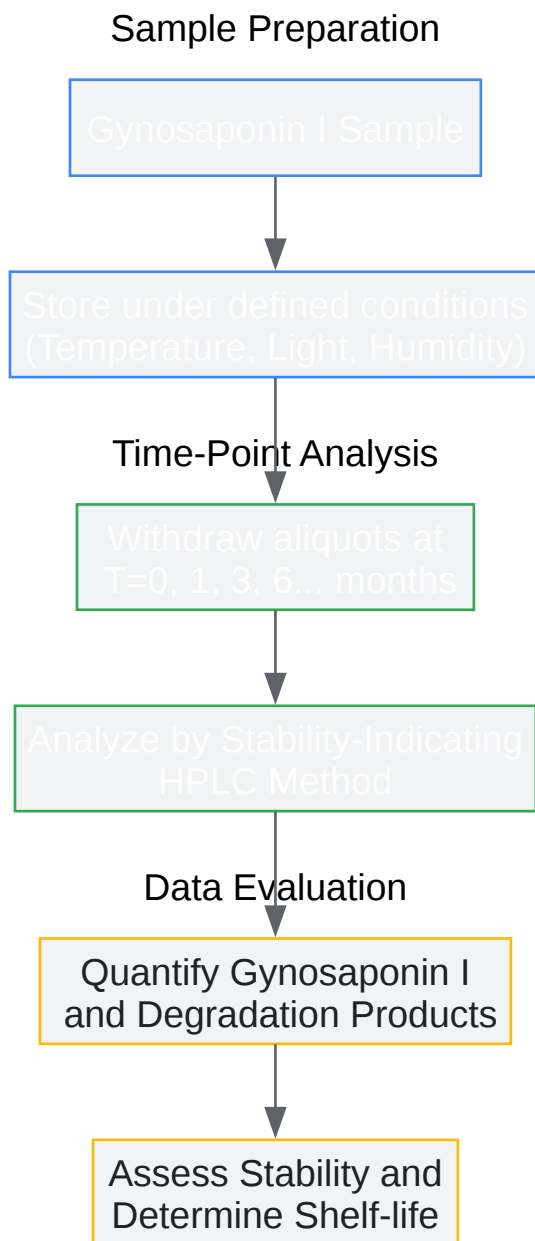 Sample Preparation
Gynosaponin I Sample
Store under defined conditions
(Temperature, Light, Humidity)
Time-Point Analysis
Withdraw aliquots at
T=0, 1, 3, 6... months
Analyze by Stability-Indicating
HPLC Method
Data Evaluation
Quantify Gynosaponin I
and Degradation Products
Assess Stability and
Determine Shelf-life